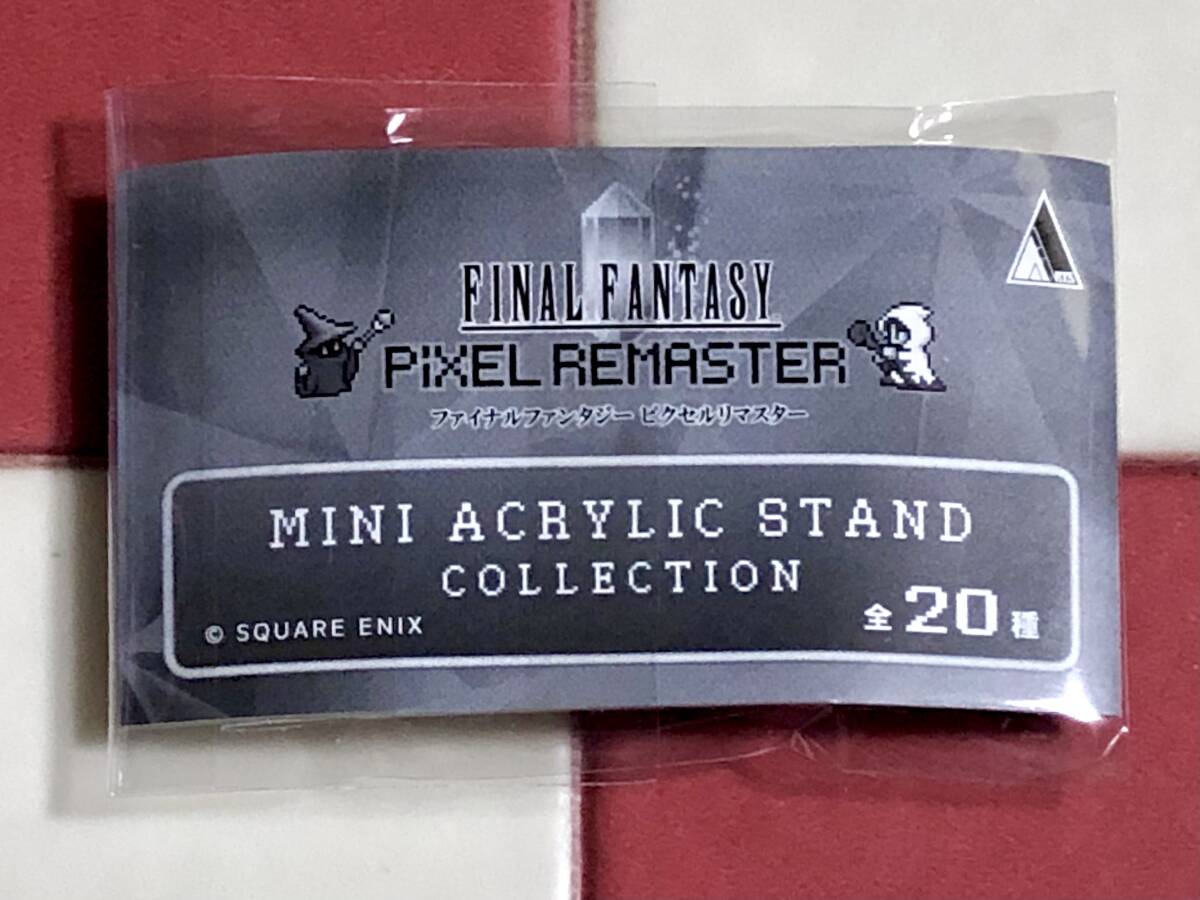 FINAL FANTASY
PiXEL REMASTER
ファイナルファンタジー ピクセルリマスター
MINI ACRYLIC STAND
COLLECTION
© SQUARE ENIX
全20種